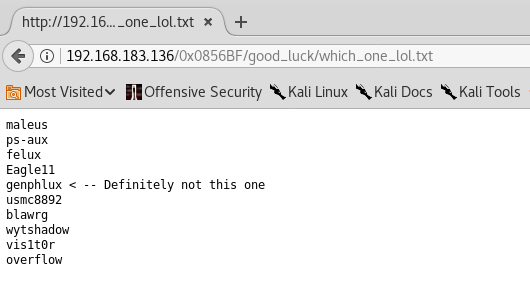 http://192.16..._one_lol.txt
192.168.183.136/0x0856BF/good_luck/which_one_lol.txt
Most Visited Offensive Security Kali Linux Kali Docs Kali Tools
maleus
ps-aux
felux
Eagle11
genphlux < -- Definitely not this one
usmc8892
blawrg
wytshadow
vis1t0r
overflow